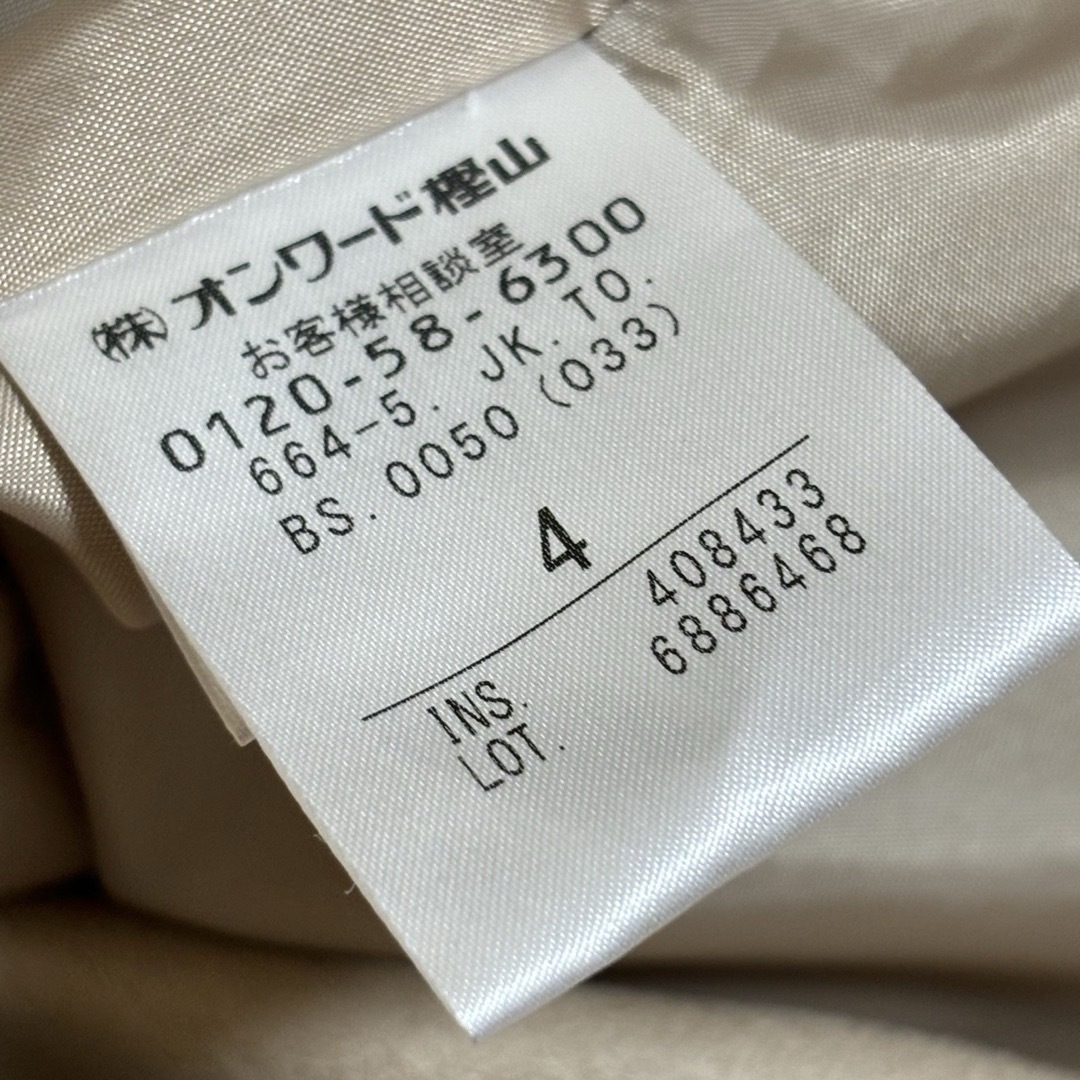 ㈱オンワード樫山
お客様相談室
0120-58-6300
664-5. JK. TO.
BS. 0050 (033)
4
INS. 408433
LOT. 6886468